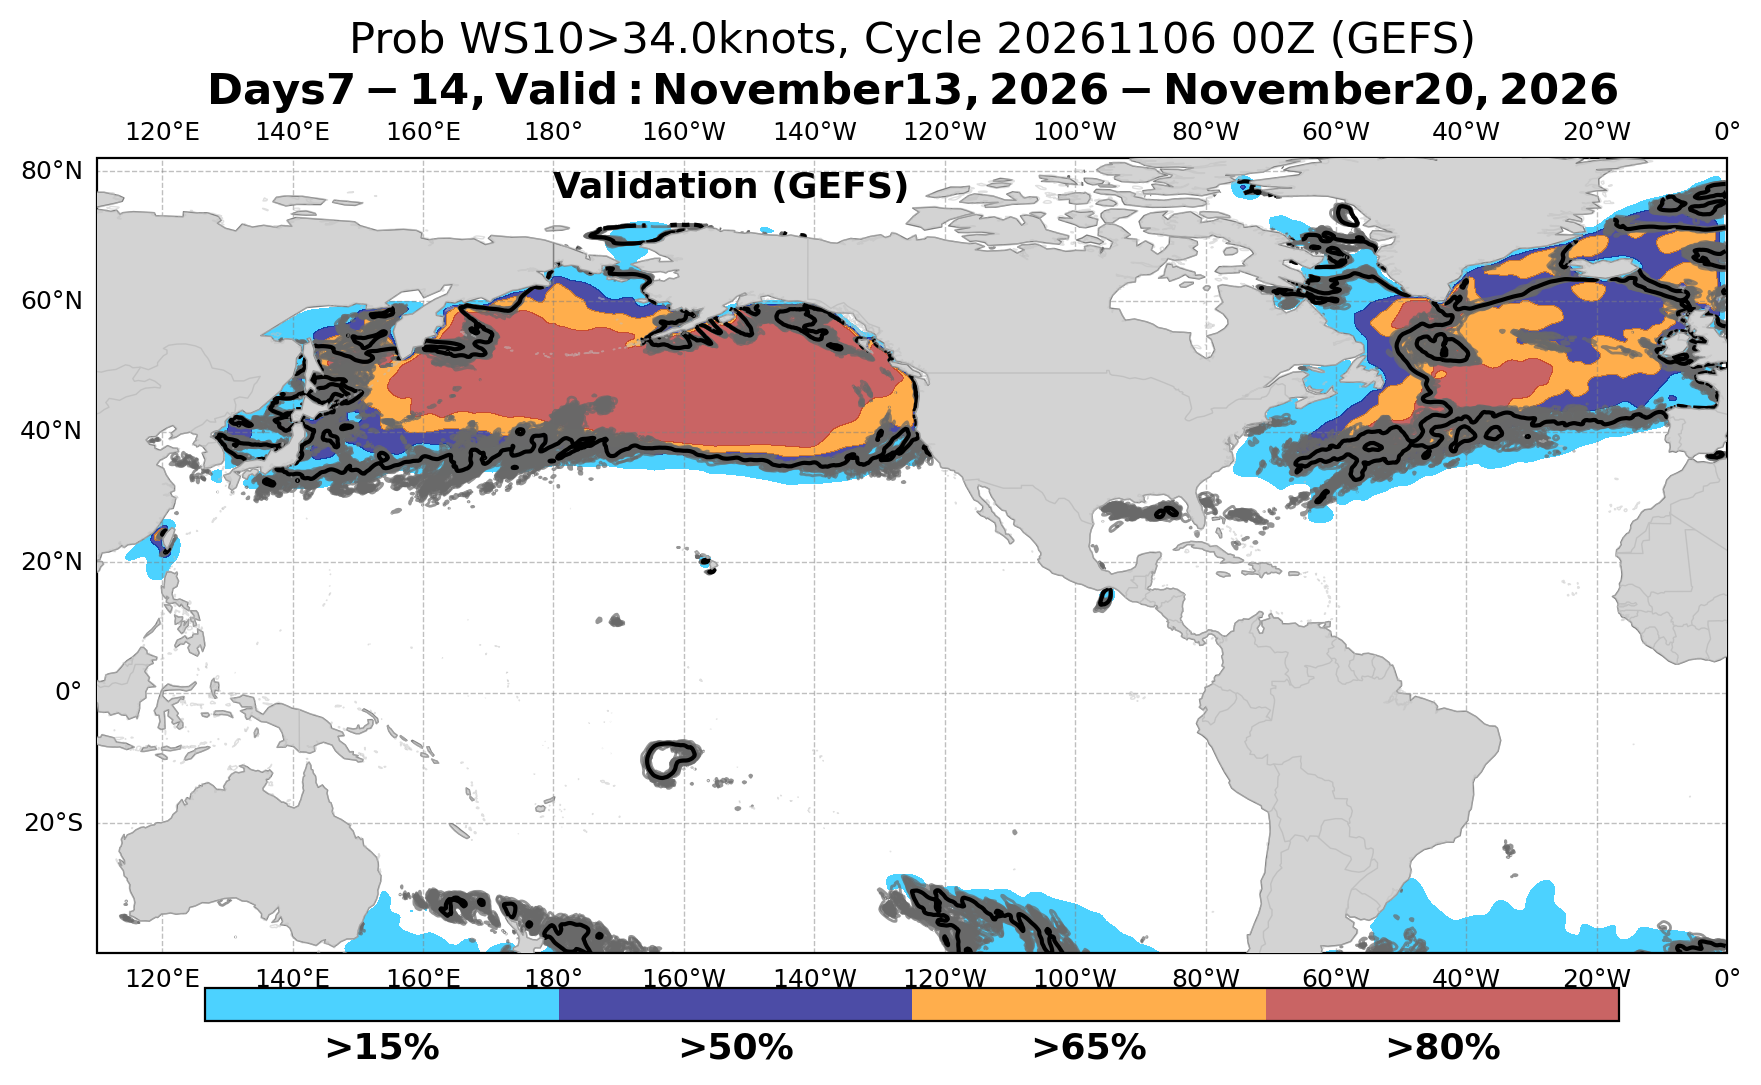 Prob WS10>34.0knots, Cycle 20261106 00Z (GEFS)
Days7 − 14, Valid : November13, 2026 − November20, 2026
120°E 140°E 160°E 180° 160°W 140°W 120°W 100°W 80°W 60°W 40°W 20°W 0°
80°N
Validation (GEFS)
60°N
40°N
20°N
0°
20°S
120°E 140°E 160°E 180° 160°W 140°W 120°W 100°W 80°W 60°W 40°W 20°W 0°
>15% >50% >65% >80%